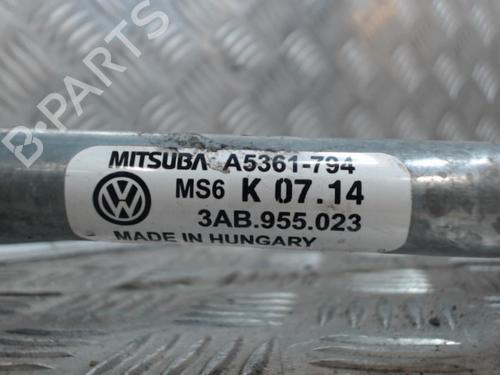 B-PARTS
MITSUBA A5361-794
MS6 K 07.14
3AB.955.023
MADE IN HUNGARY